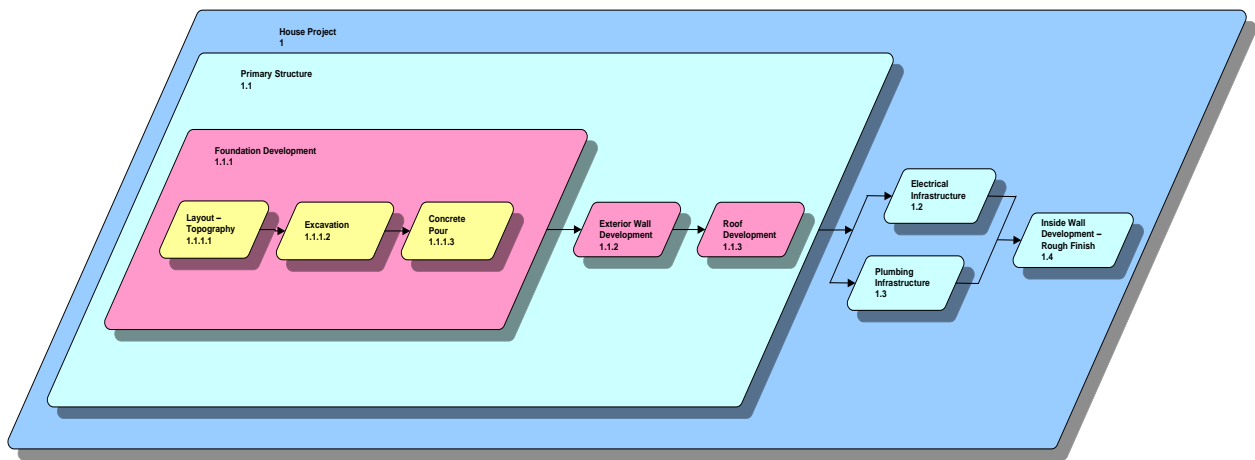 House Project
1
Primary Structure
1.1
Foundation Development
1.1.1
Layout –
Topography
1.1.1.1
Excavation
1.1.1.2
Concrete
Pour
1.1.1.3
Exterior Wall
Development
1.1.2
Roof
Development
1.1.3
Electrical
Infrastructure
1.2
Plumbing
Infrastructure
1.3
Inside Wall
Development –
Rough Finish
1.4